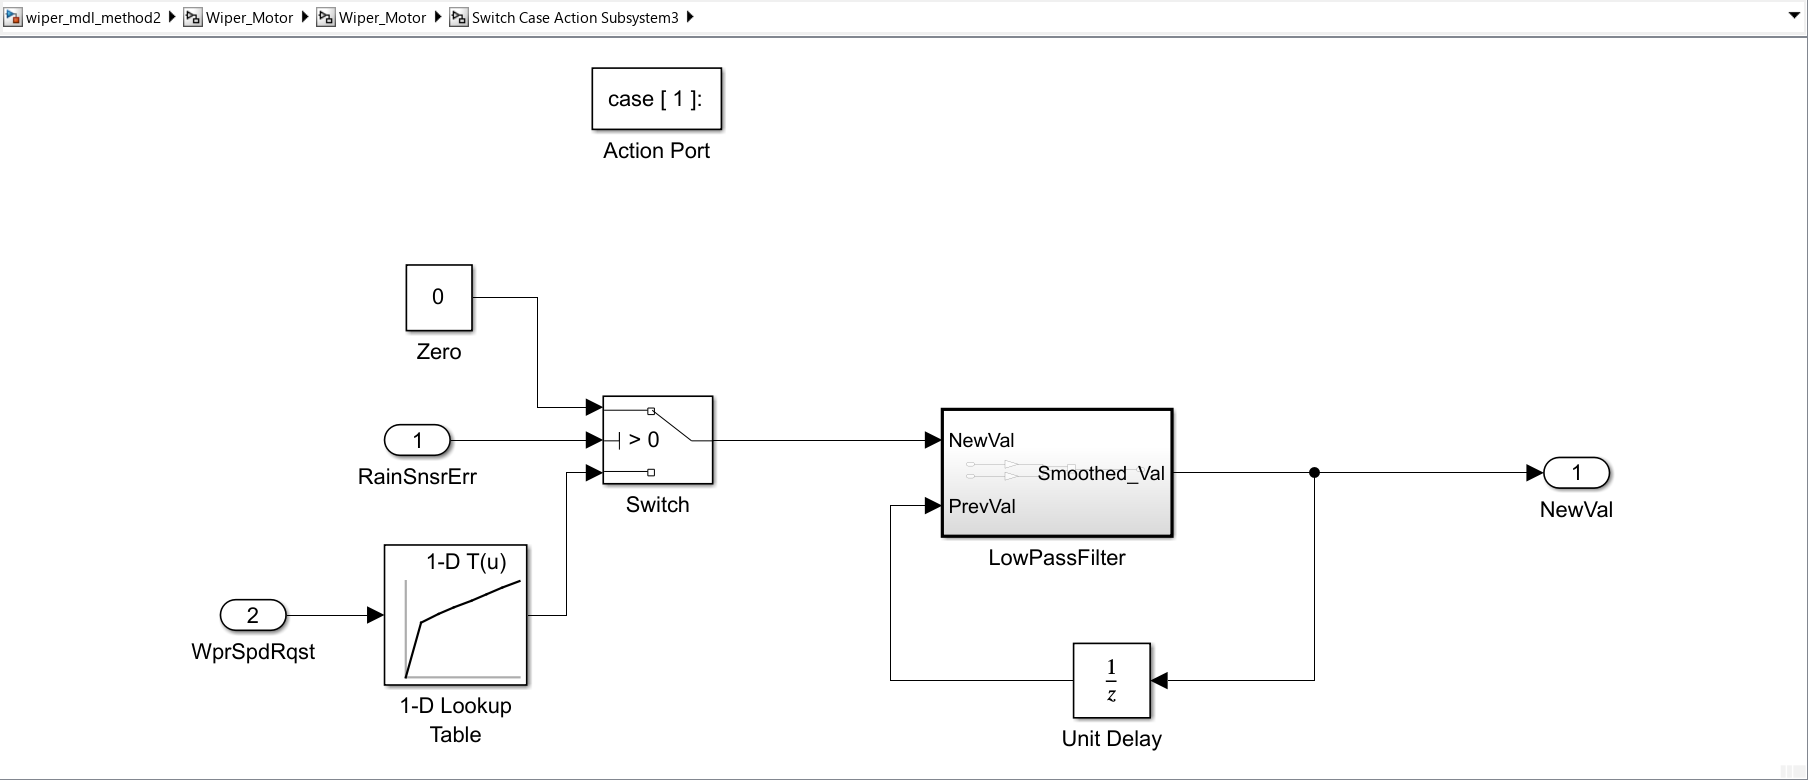 wiper_mdl_method2 Wiper_Motor Wiper_Motor Switch Case Action Subsystem3
case [ 1 ]:
Action Port
0
Zero
1
RainSnsrErr
> 0
Switch
1-D T(u)
2
WprSpdRqst
1-D Lookup
Table
NewVal
Smoothed_Val
PrevVal
LowPassFilter
1
NewVal
1
z
Unit Delay